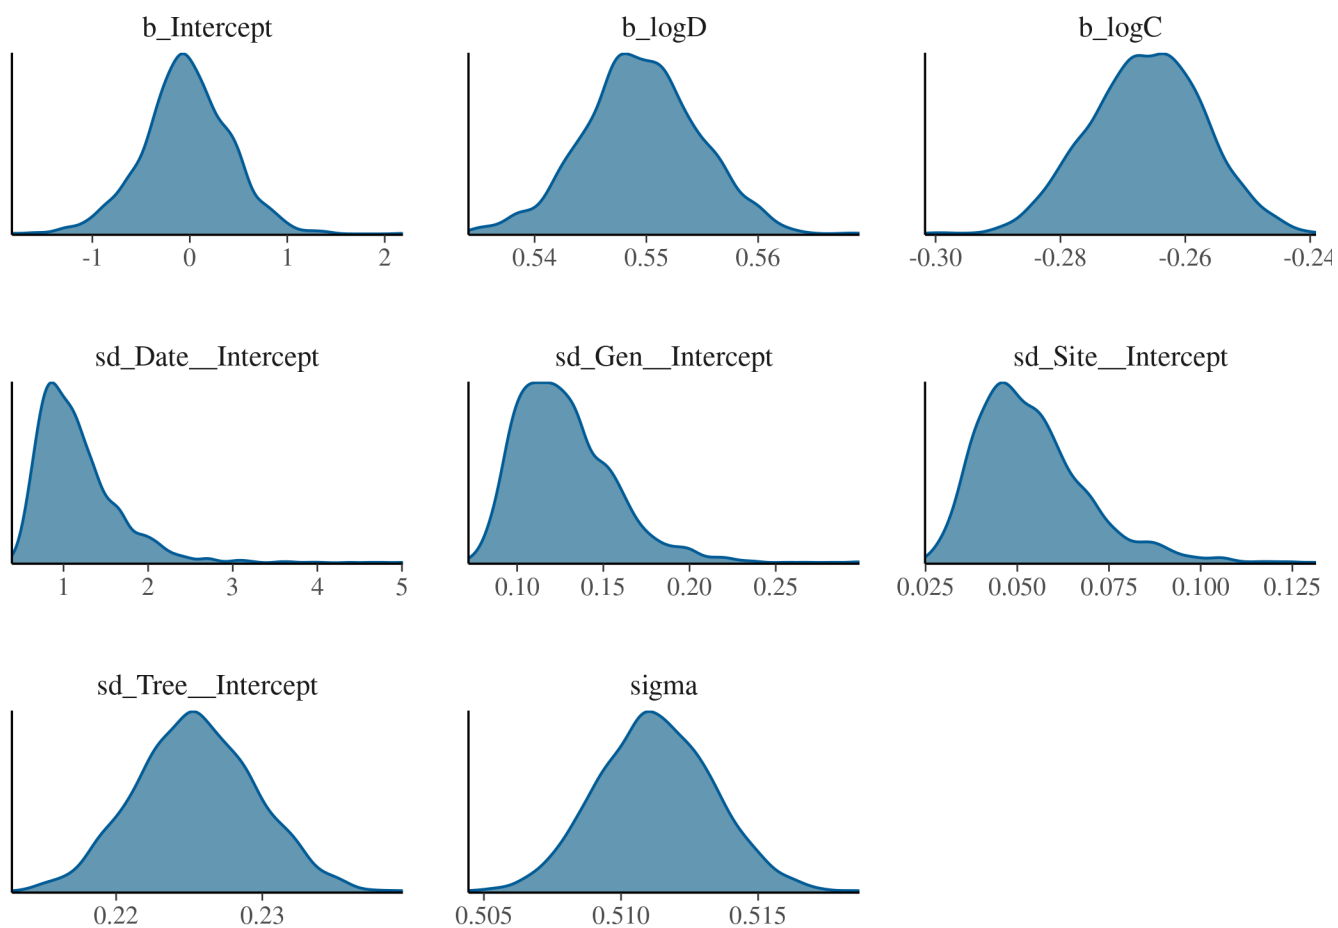 b_Intercept b_logD b_logC
-1 0 1 2 0.54 0.55 0.56 -0.30 -0.28 -0.26 -0.24
sd_Date__Intercept sd_Gen__Intercept sd_Site__Intercept
1 2 3 4 5 0.10 0.15 0.20 0.25 0.025 0.050 0.075 0.100 0.125
sd_Tree__Intercept sigma
0.22 0.23 0.505 0.510 0.515